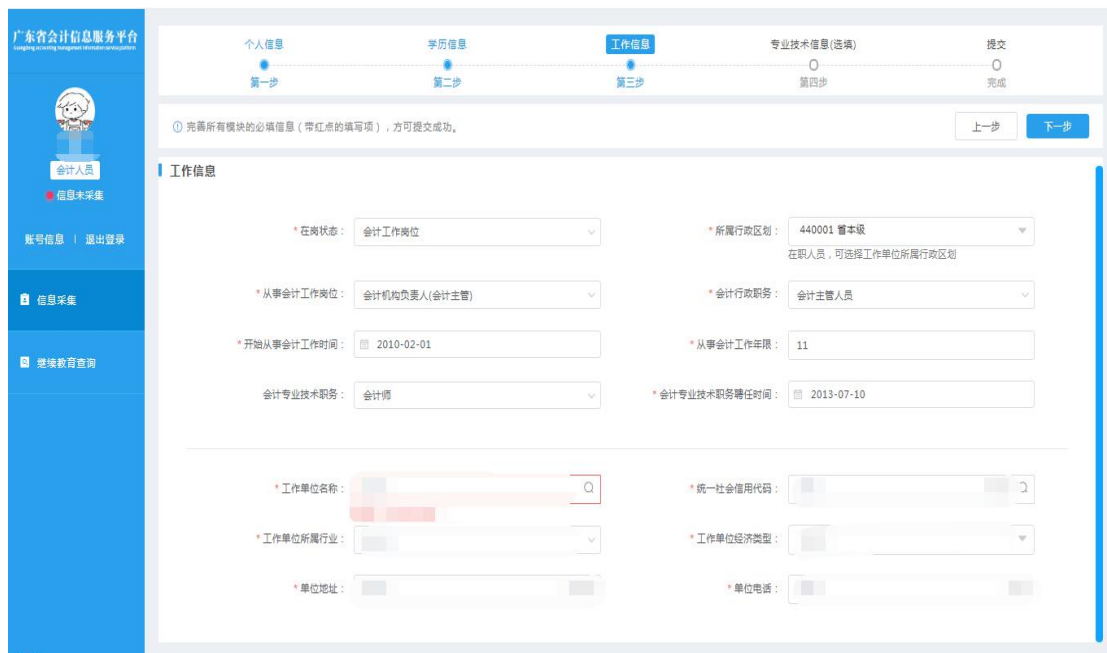 广东省会计信息服务平台
Guangdong accounting management information service platform
会计人员
信息未采集
账号信息 | 退出登录
信息采集
继续教育查询
个人信息 学历信息 工作信息 专业技术信息(选填) 提交
第一步 第二步 第三步 第四步 完成
完善所有模块的必填信息（带红点的填写项），方可提交成功。 上一步 下一步
工作信息
* 在岗状态： 会计工作岗位 * 所属行政区划： 440001 省本级
在职人员，可选择工作单位所属行政区划
* 从事会计工作岗位： 会计机构负责人(会计主管) * 会计行政职务： 会计主管人员
* 开始从事会计工作时间： 2010-02-01 * 从事会计工作年限： 11
会计专业技术职务： 会计师 * 会计专业技术职务聘任时间： 2013-07-10
* 工作单位名称： * 统一社会信用代码：
* 工作单位所属行业： * 工作单位经济类型：
* 单位地址： * 单位电话：